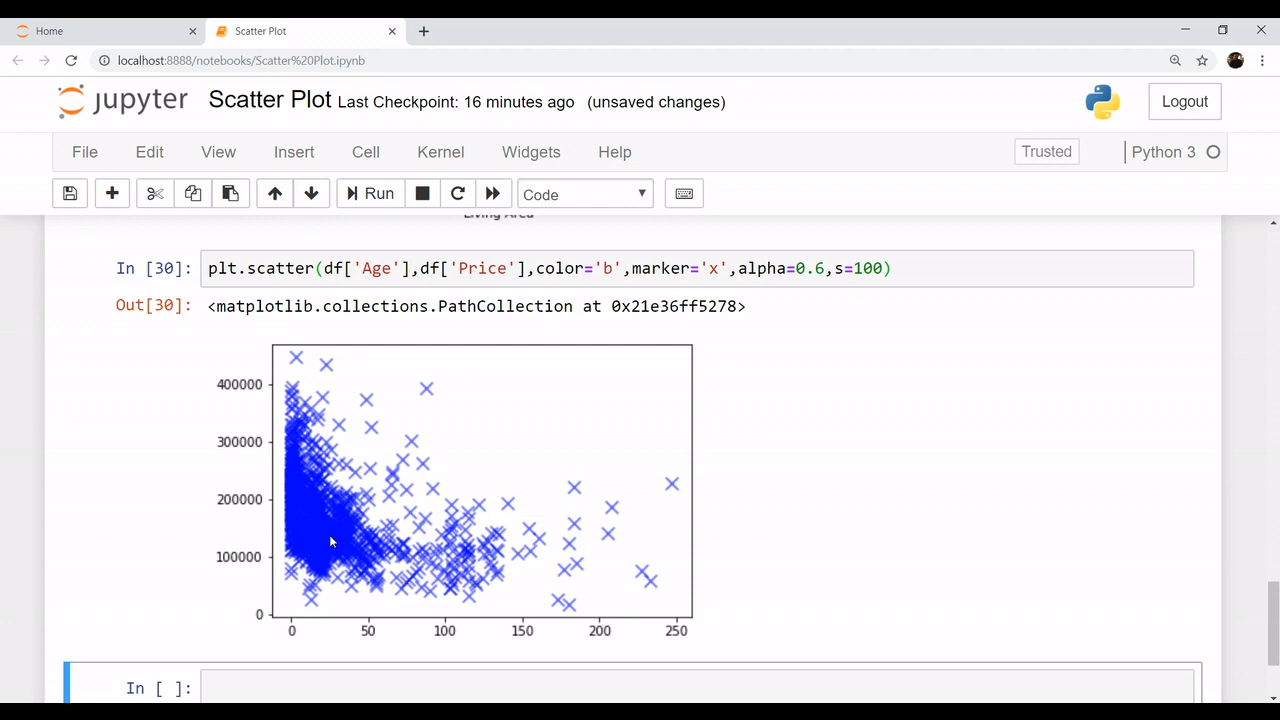 Home
Scatter Plot
localhost:8888/notebooks/Scatter%20Plot.ipynb
jupyter Scatter Plot Last Checkpoint: 16 minutes ago (unsaved changes)
Logout
File Edit View Insert Cell Kernel Widgets Help
Trusted Python 3
Run Code
Living Area
In [30]: plt.scatter(df['Age'],df['Price'],color='b',marker='x',alpha=0.6,s=100)
Out[30]: <matplotlib.collections.PathCollection at 0x21e36ff5278>
400000
300000
200000
100000
0
0 50 100 150 200 250
In [ ]: